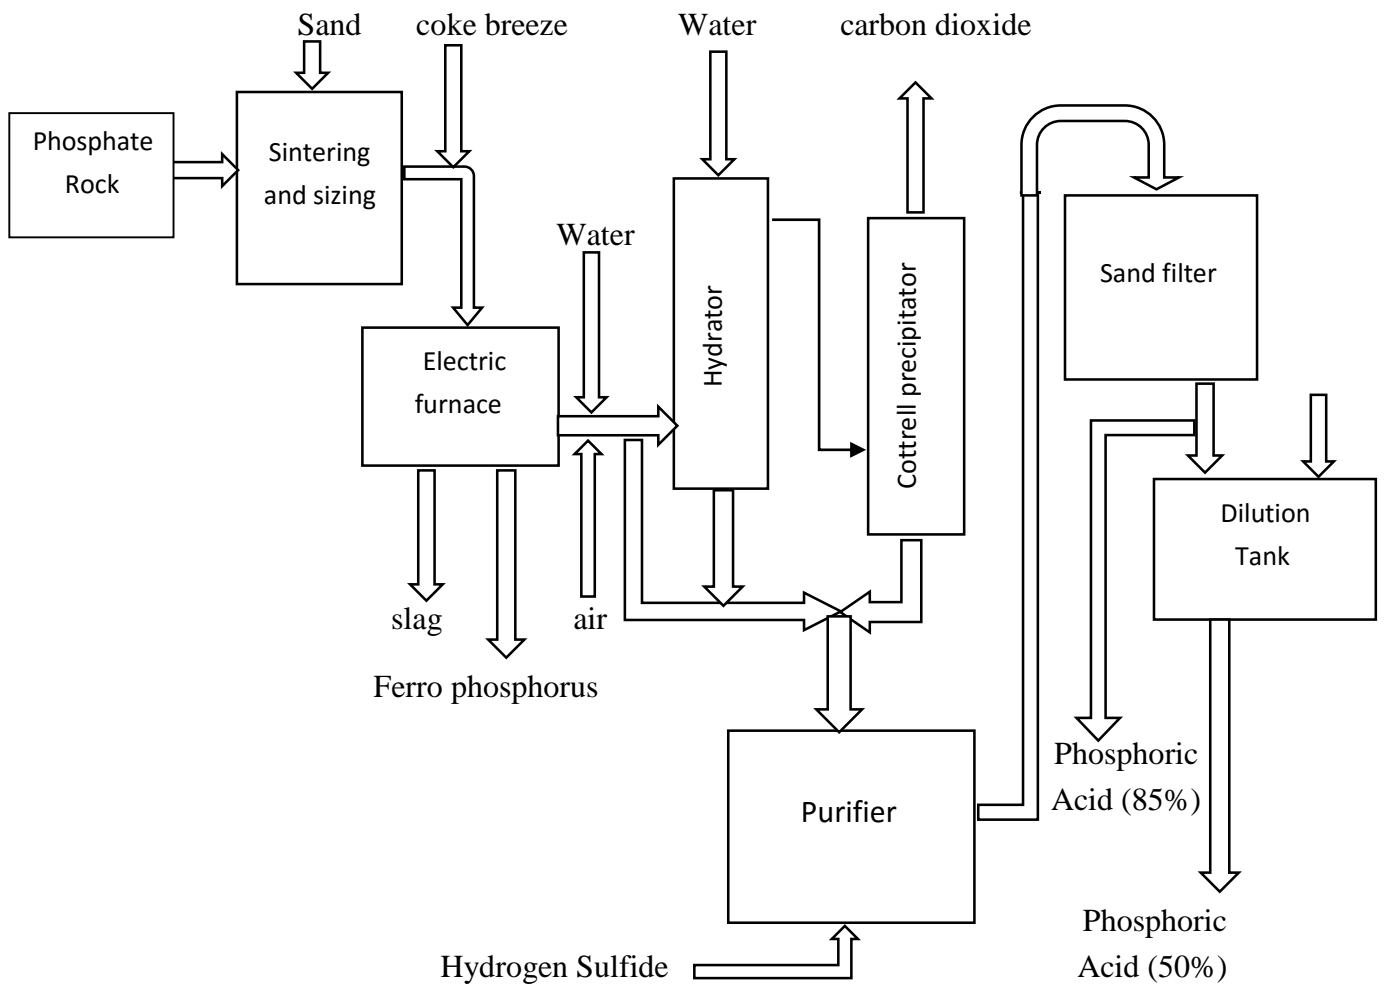 Sand
coke breeze
Water
carbon dioxide
Phosphate
Rock
Sintering
and sizing
Water
Hydrator
Cottrell precipitator
Sand filter
Electric
furnace
Dilution
Tank
slag
air
Ferro phosphorus
Phosphoric
Acid (85%)
Purifier
Phosphoric
Acid (50%)
Hydrogen Sulfide